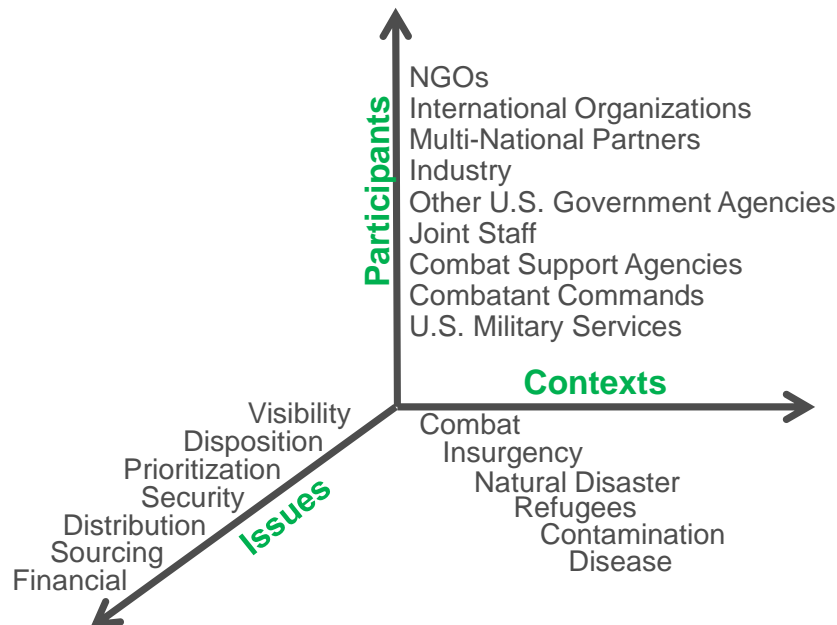 Participants
NGOs
International Organizations
Multi-National Partners
Industry
Other U.S. Government Agencies
Joint Staff
Combat Support Agencies
Combatant Commands
U.S. Military Services
Contexts
Combat
Insurgency
Natural Disaster
Refugees
Contamination
Disease
Issues
Visibility
Disposition
Prioritization
Security
Distribution
Sourcing
Financial